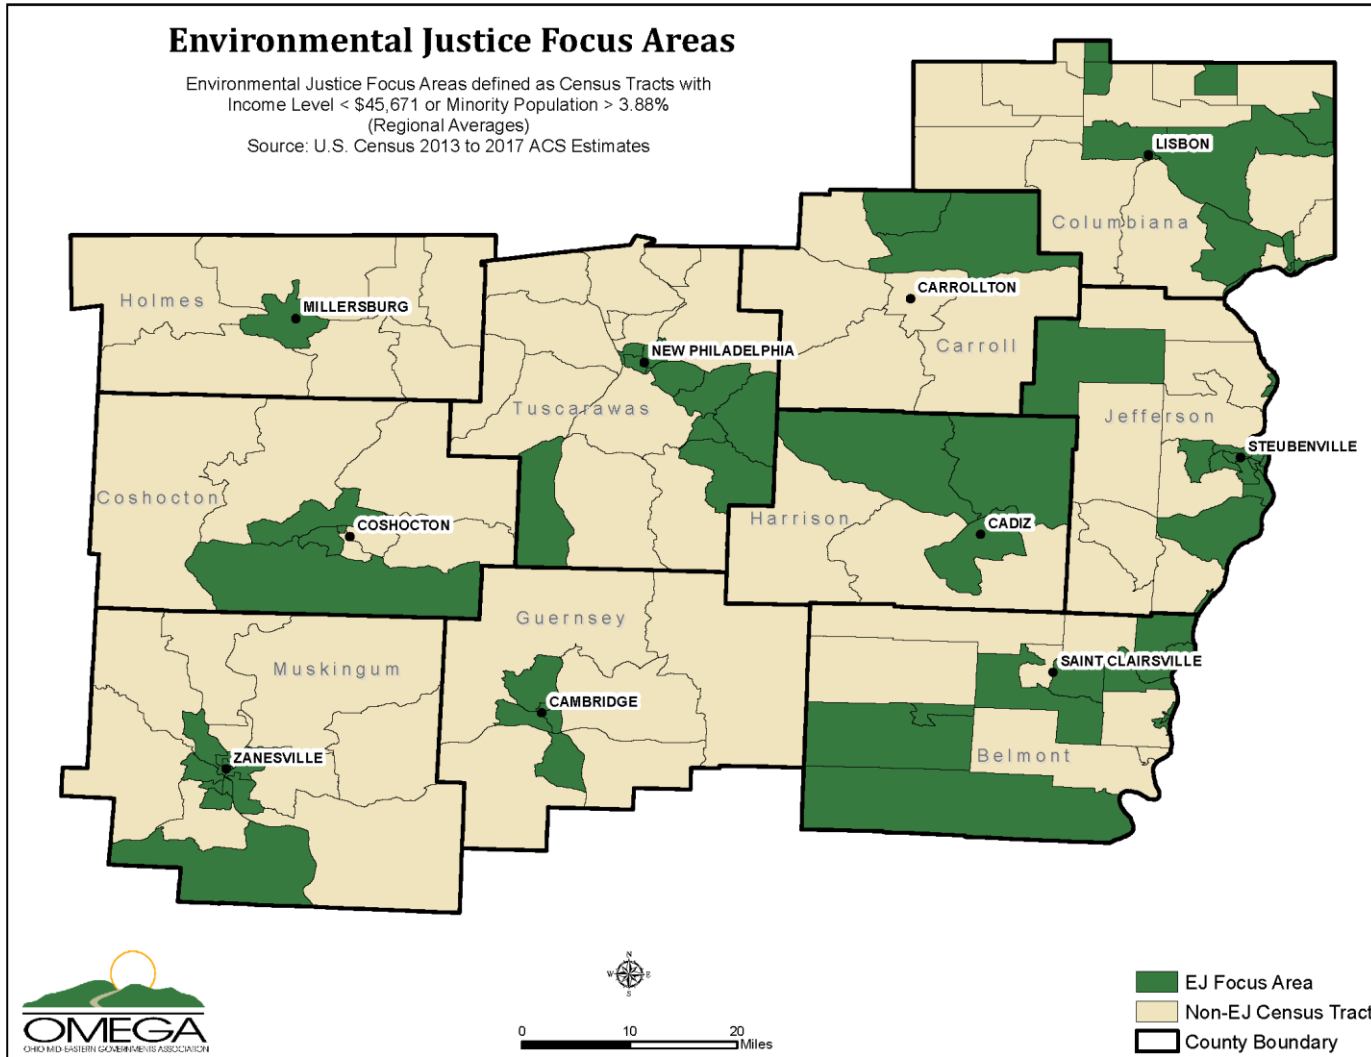 Environmental Justice Focus Areas
Environmental Justice Focus Areas defined as Census Tracts with
Income Level < $45,671 or Minority Population > 3.88%
(Regional Averages)
Source: U.S. Census 2013 to 2017 ACS Estimates
LISBON
Columbiana
Holmes
MILLERSBURG
CARROLLTON
Carroll
NEW PHILADELPHIA
Tuscarawas
Jefferson
STEUBENVILLE
Coshocton
COSHOCTON
Harrison
CADIZ
Guernsey
Muskingum
SAINT CLAIRSVILLE
CAMBRIDGE
Belmont
ZANESVILLE
N
W E
S
OMEGA
OHIO MID-EASTERN GOVERNMENTS ASSOCIATION
0 10 20
Miles
EJ Focus Area
Non-EJ Census Tract
County Boundary